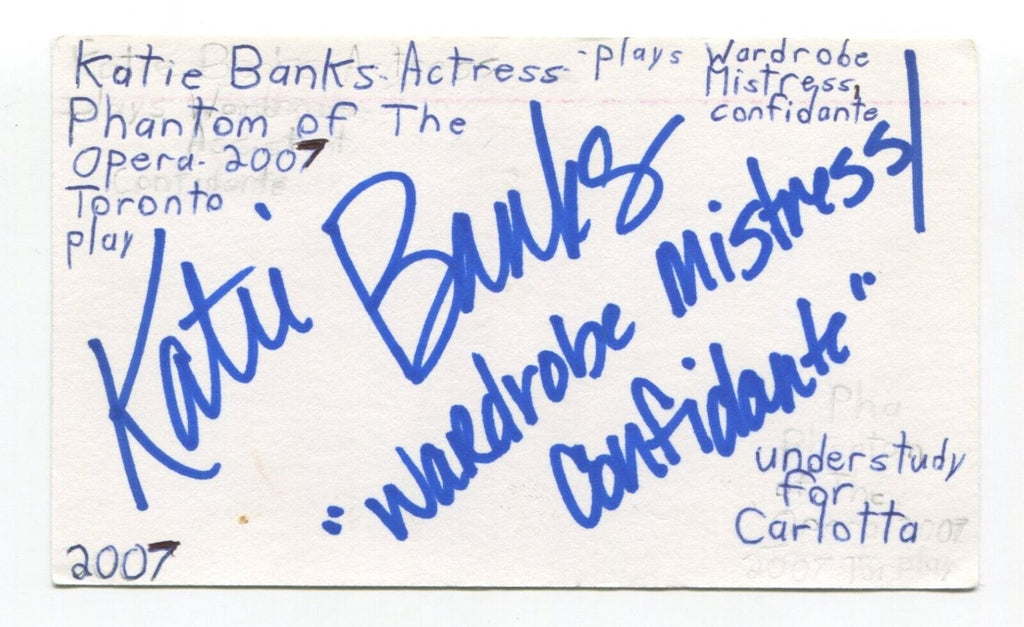 Katie Banks-Actress-plays Wardrobe
Mistress,
confidante
Phantom of The
Opera- 2007
Toronto
play
Katie Banks
"Wardrobe Mistress/
Confidante"
understudy
for
Carlotta
2007